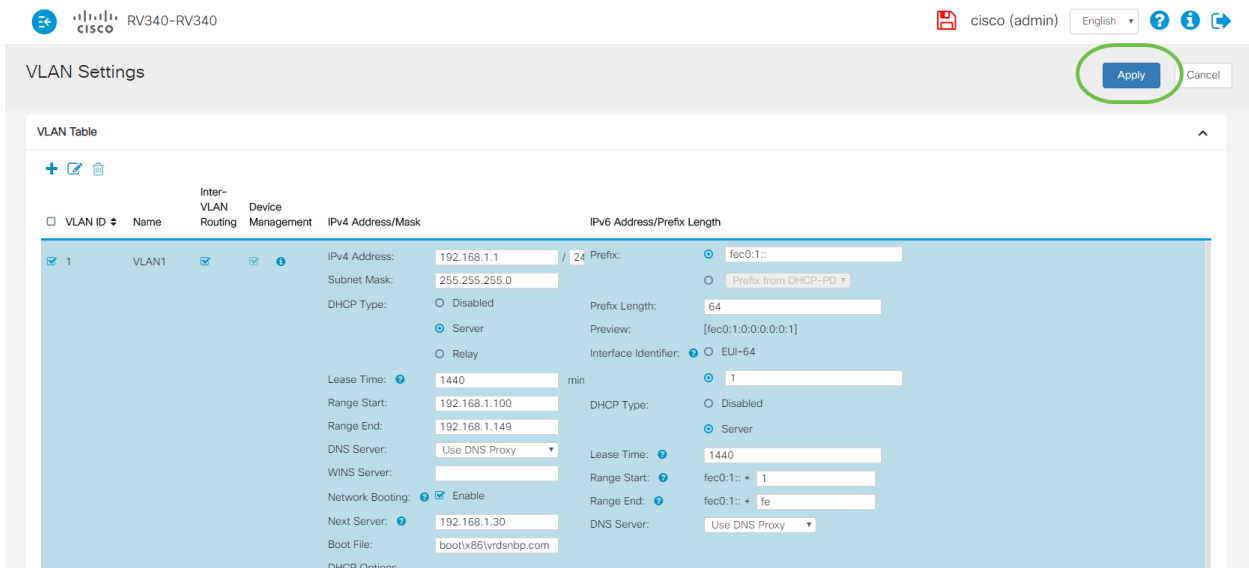 CISCO RV340-RV340 cisco (admin) English
VLAN Settings Apply Cancel
VLAN Table
Inter-
VLAN Device
VLAN ID Name Routing Management IPv4 Address/Mask IPv6 Address/Prefix Length
1 VLAN1 IPv4 Address: 192.168.1.1 / 24 Prefix: fec0:1::
Subnet Mask: 255.255.255.0 Prefix from DHCP-PD
DHCP Type: Disabled Prefix Length: 64
Server Preview: [fec0:1:0:0:0:0:0:1]
Relay Interface Identifier: EUI-64
Lease Time: 1440 min 1
Range Start: 192.168.1.100 DHCP Type: Disabled
Range End: 192.168.1.149 Server
DNS Server: Use DNS Proxy Lease Time: 1440
WINS Server: Range Start: fec0:1:: + 1
Network Booting: Enable Range End: fec0:1:: + fe
Next Server: 192.168.1.30 DNS Server: Use DNS Proxy
Boot File: boot\x86\vrdsnbp.com
DHCP Options